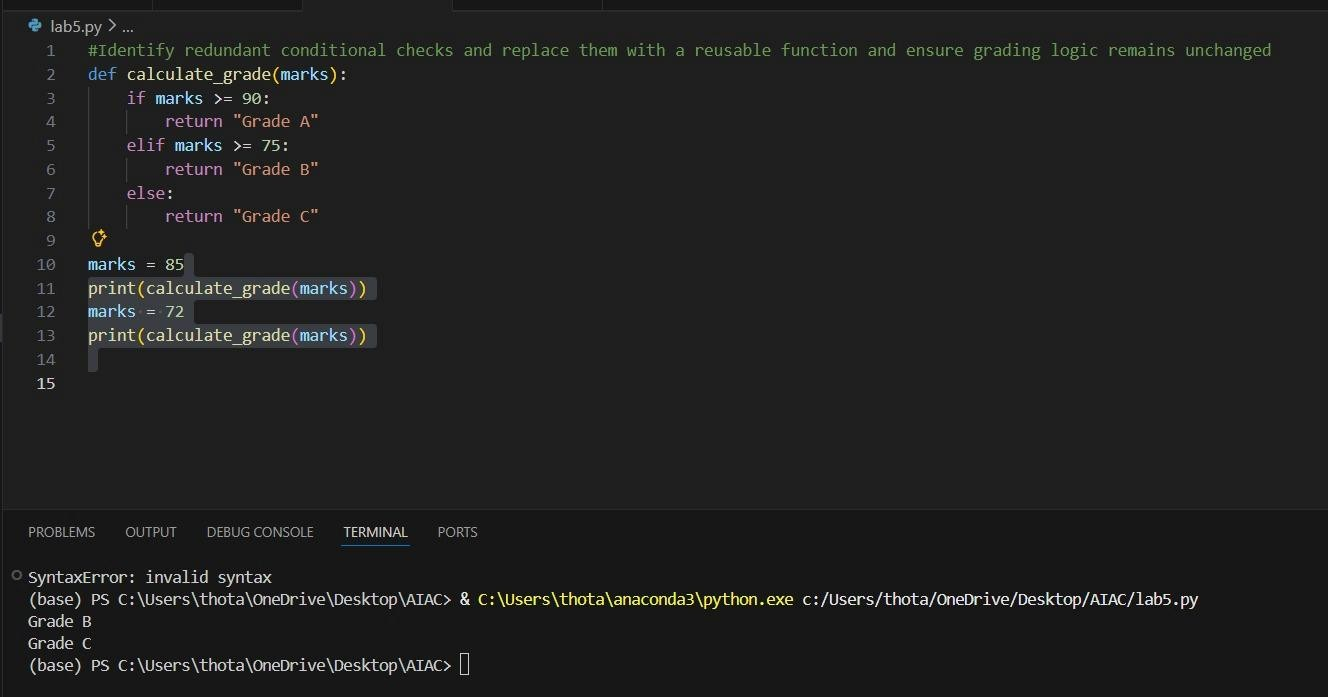 lab5.py > ...
1 #Identify redundant conditional checks and replace them with a reusable function and ensure grading logic remains unchanged
2 def calculate_grade(marks):
3     if marks >= 90:
4         return "Grade A"
5     elif marks >= 75:
6         return "Grade B"
7     else:
8         return "Grade C"
9
10 marks = 85
11 print(calculate_grade(marks))
12 marks = 72
13 print(calculate_grade(marks))
14
15
PROBLEMS OUTPUT DEBUG CONSOLE TERMINAL PORTS
SyntaxError: invalid syntax
(base) PS C:\Users\thota\OneDrive\Desktop\AIAC> & C:\Users\thota\anaconda3\python.exe c:/Users/thota/OneDrive/Desktop/AIAC/lab5.py
Grade B
Grade C
(base) PS C:\Users\thota\OneDrive\Desktop\AIAC>